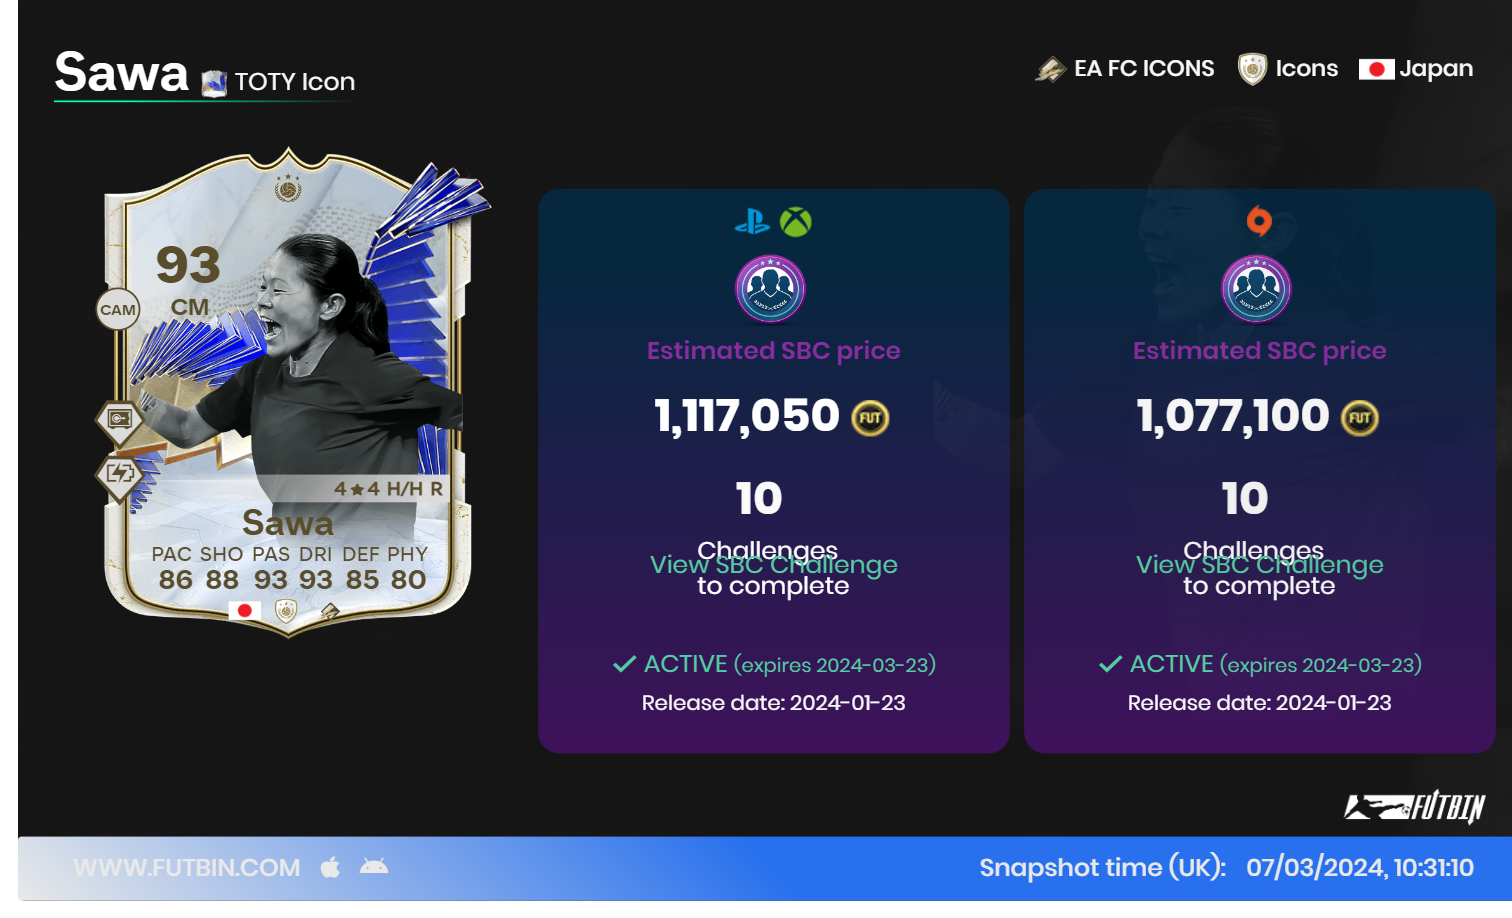 Sawa TOTY Icon
EA FC ICONS Icons Japan
93
CM
CAM
4★4 H/H R
Sawa
PAC SHO PAS DRI DEF PHY
86 88 93 93 85 80
Estimated SBC price
1,117,050 FUT
10
Challenges
View SBC Challenge
to complete
ACTIVE (expires 2024-03-23)
Release date: 2024-01-23
Estimated SBC price
1,077,100 FUT
10
Challenges
View SBC Challenge
to complete
ACTIVE (expires 2024-03-23)
Release date: 2024-01-23
FUTBIN
WWW.FUTBIN.COM
Snapshot time (UK): 07/03/2024, 10:31:10